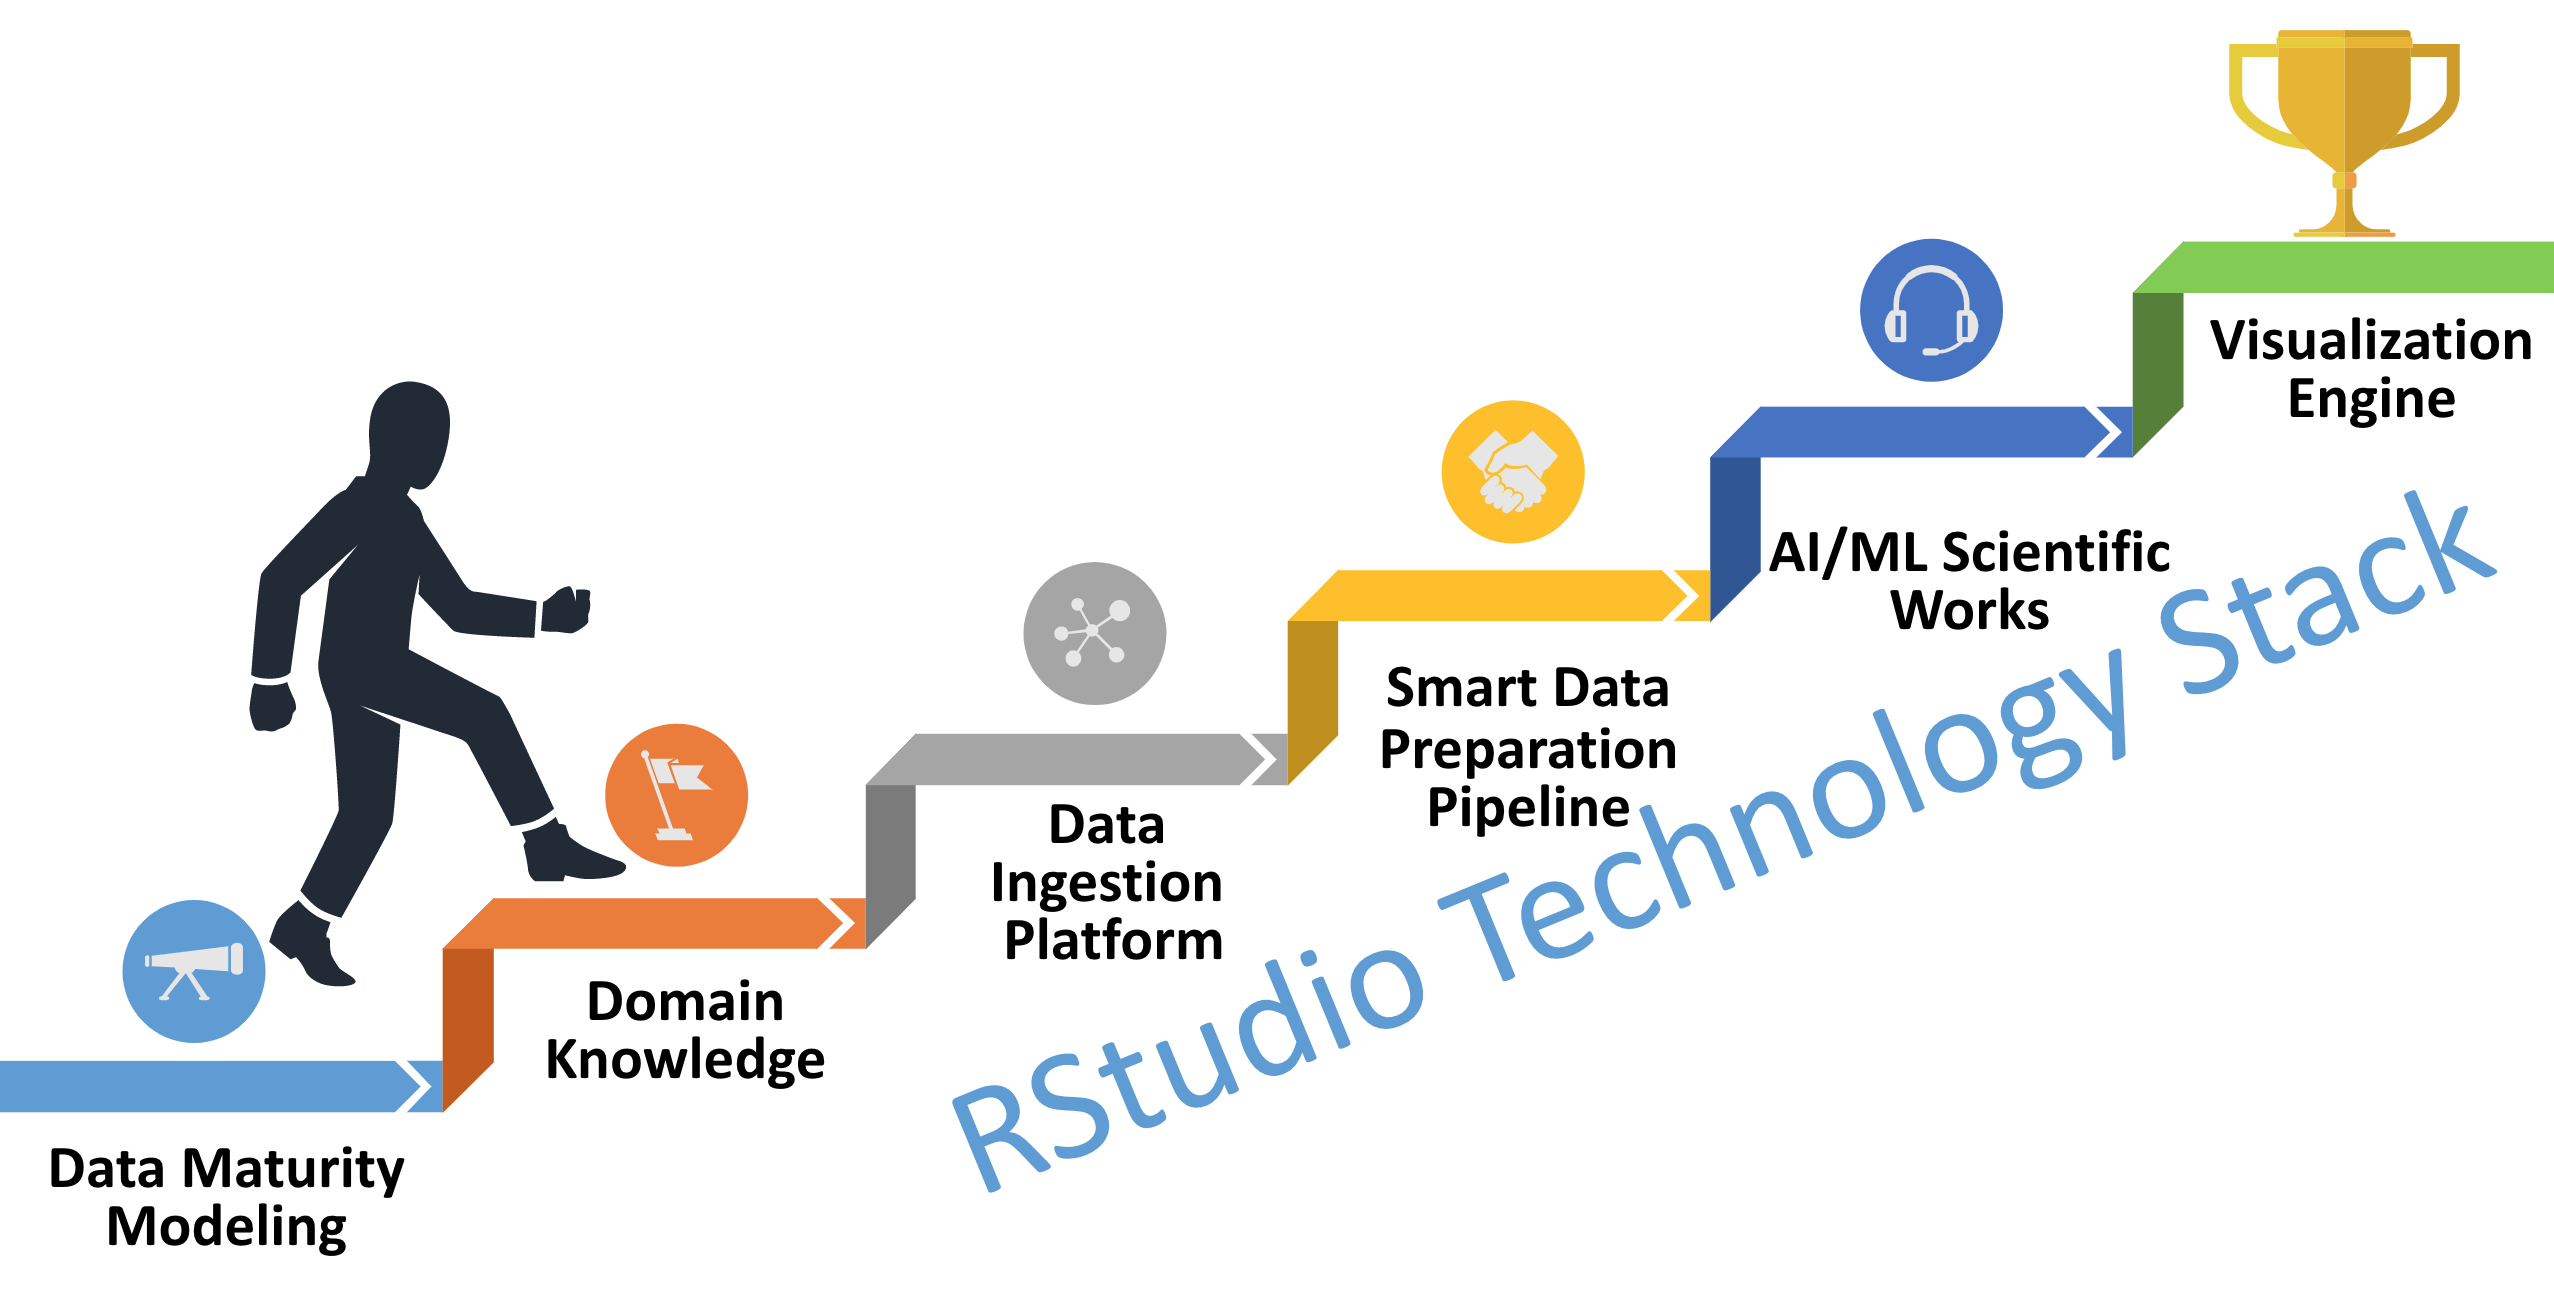 Data Maturity
Modeling
Domain
Knowledge
Data
Ingestion
Platform
Smart Data
Preparation
Pipeline
AI/ML Scientific
Works
Visualization
Engine
RStudio Technology Stack